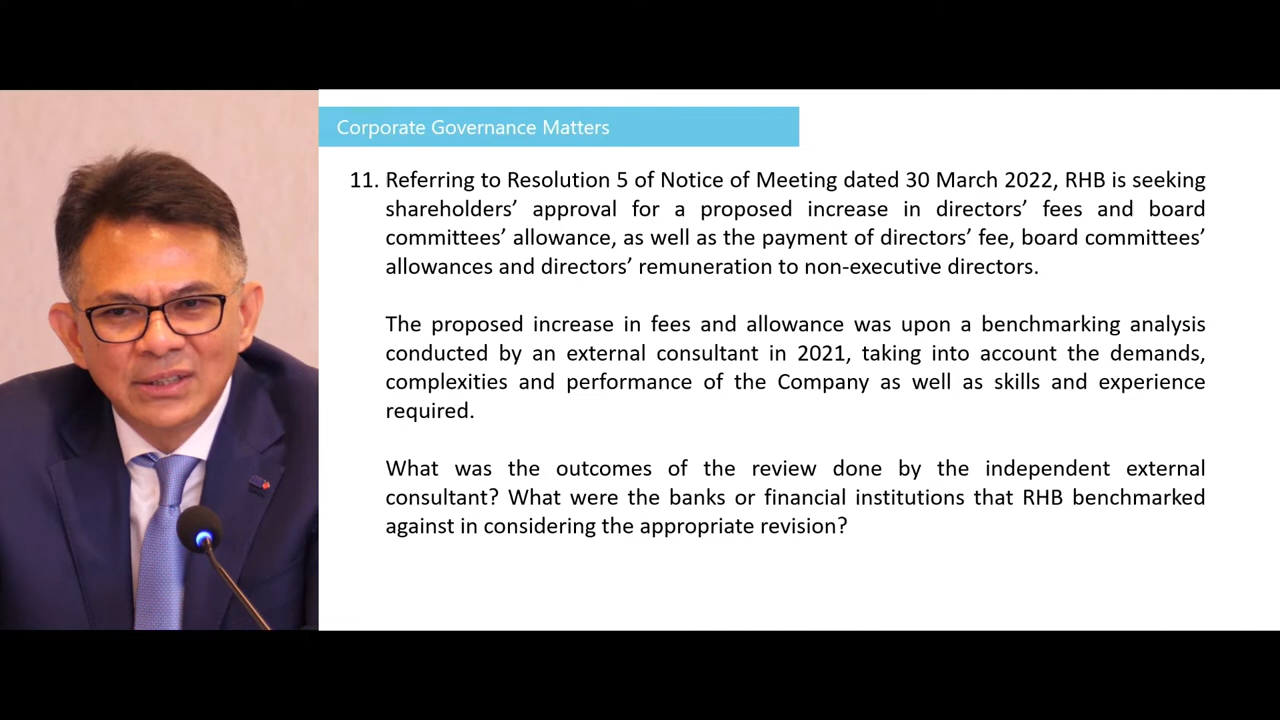 Corporate Governance Matters
11. Referring to Resolution 5 of Notice of Meeting dated 30 March 2022, RHB is seeking
shareholders’ approval for a proposed increase in directors’ fees and board
committees’ allowance, as well as the payment of directors’ fee, board committees’
allowances and directors’ remuneration to non-executive directors.
The proposed increase in fees and allowance was upon a benchmarking analysis
conducted by an external consultant in 2021, taking into account the demands,
complexities and performance of the Company as well as skills and experience
required.
What was the outcomes of the review done by the independent external
consultant? What were the banks or financial institutions that RHB benchmarked
against in considering the appropriate revision?